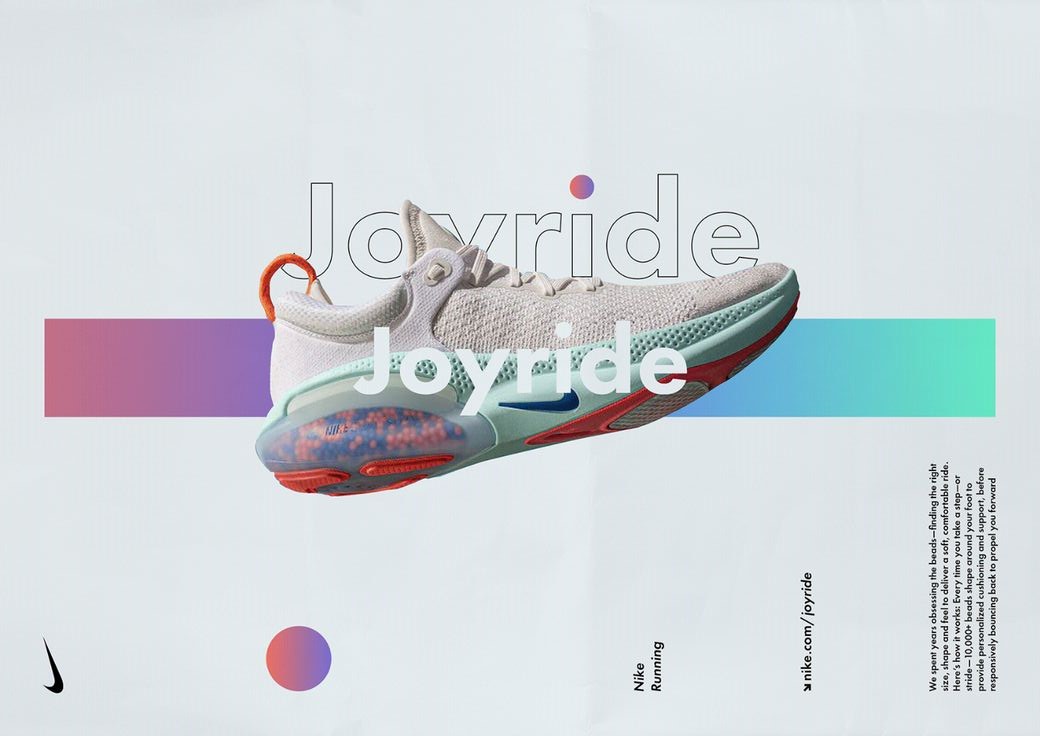 Joyride
Joyride
NIKE
Nike
Running
nike.com/joyride
We spent years obsessing the beads—finding the right
size, shape and feel to deliver a soft, comfortable ride.
Here's how it works: Every time you take a step—or
stride—10,000+ beads shape around your foot to
provide personalized cushioning and support, before
responsively bouncing back to propel you forward